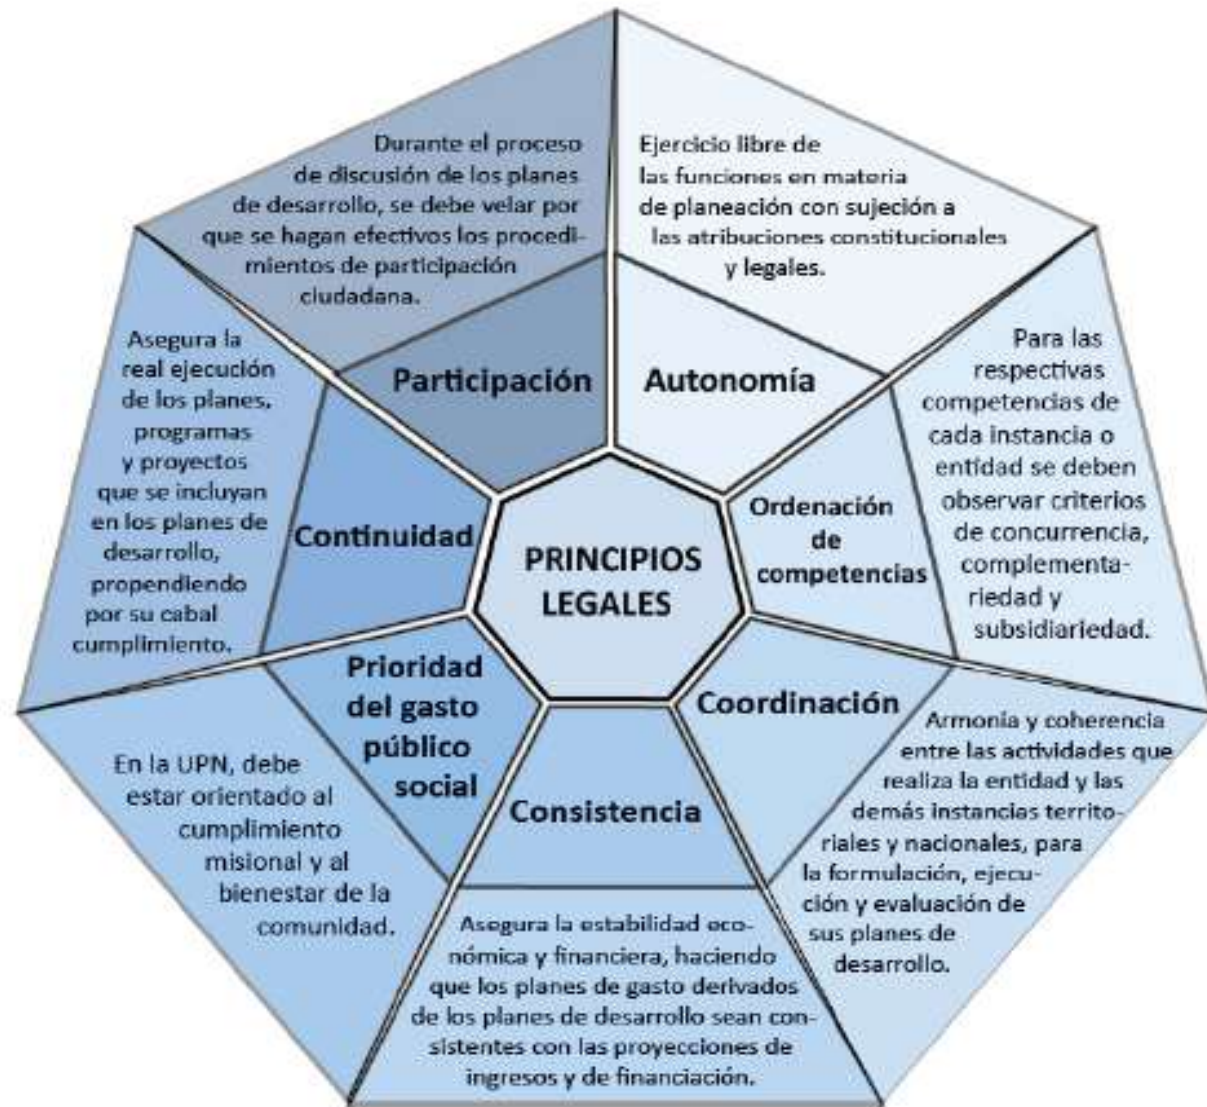 PRINCIPIOS
LEGALES
Autonomía
Ejercicio libre de
las funciones en materia
de planeación con sujeción a
las atribuciones constitucionales
y legales.
Ordenación
de
competencias
Para las
respectivas
competencias de
cada instancia o
entidad se deben
observar criterios
de concurrencia,
complementa-
riedad y
subsidiariedad.
Coordinación
Armonía y coherencia
entre las actividades que
realiza la entidad y las
demás instancias territo-
riales y nacionales, para
la formulación, ejecu-
ción y evaluación de
sus planes de
desarrollo.
Consistencia
Asegura la estabilidad eco-
nómica y financiera, haciendo
que los planes de gasto derivados
de los planes de desarrollo sean con-
sistentes con las proyecciones de
ingresos y de financiación.
Prioridad
del gasto
público
social
En la UPN, debe
estar orientado al
cumplimiento
misional y al
bienestar de la
comunidad.
Continuidad
Asegura la
real ejecución
de los planes,
programas
y proyectos
que se incluyan
en los planes de
desarrollo,
propendiendo
por su cabal
cumplimiento.
Participación
Durante el proceso
de discusión de los planes
de desarrollo, se debe velar por
que se hagan efectivos los procedi-
mientos de participación
ciudadana.